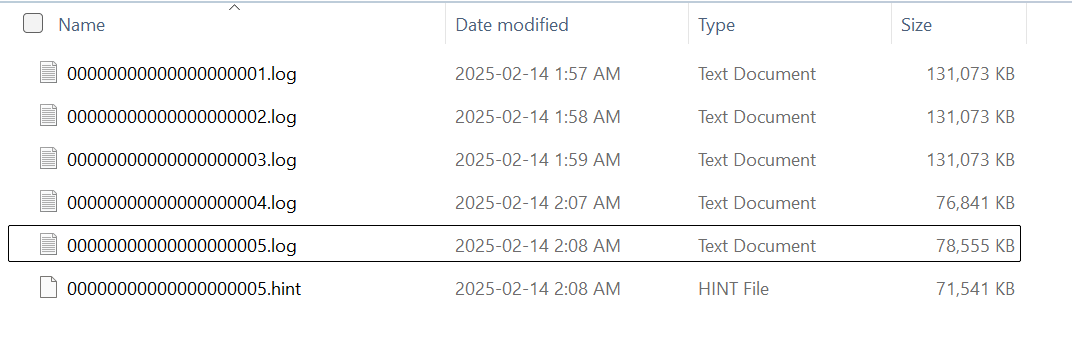 Name Date modified Type Size
00000000000000000001.log 2025-02-14 1:57 AM Text Document 131,073 KB
00000000000000000002.log 2025-02-14 1:58 AM Text Document 131,073 KB
00000000000000000003.log 2025-02-14 1:59 AM Text Document 131,073 KB
00000000000000000004.log 2025-02-14 2:07 AM Text Document 76,841 KB
00000000000000000005.log 2025-02-14 2:08 AM Text Document 78,555 KB
00000000000000000005.hint 2025-02-14 2:08 AM HINT File 71,541 KB